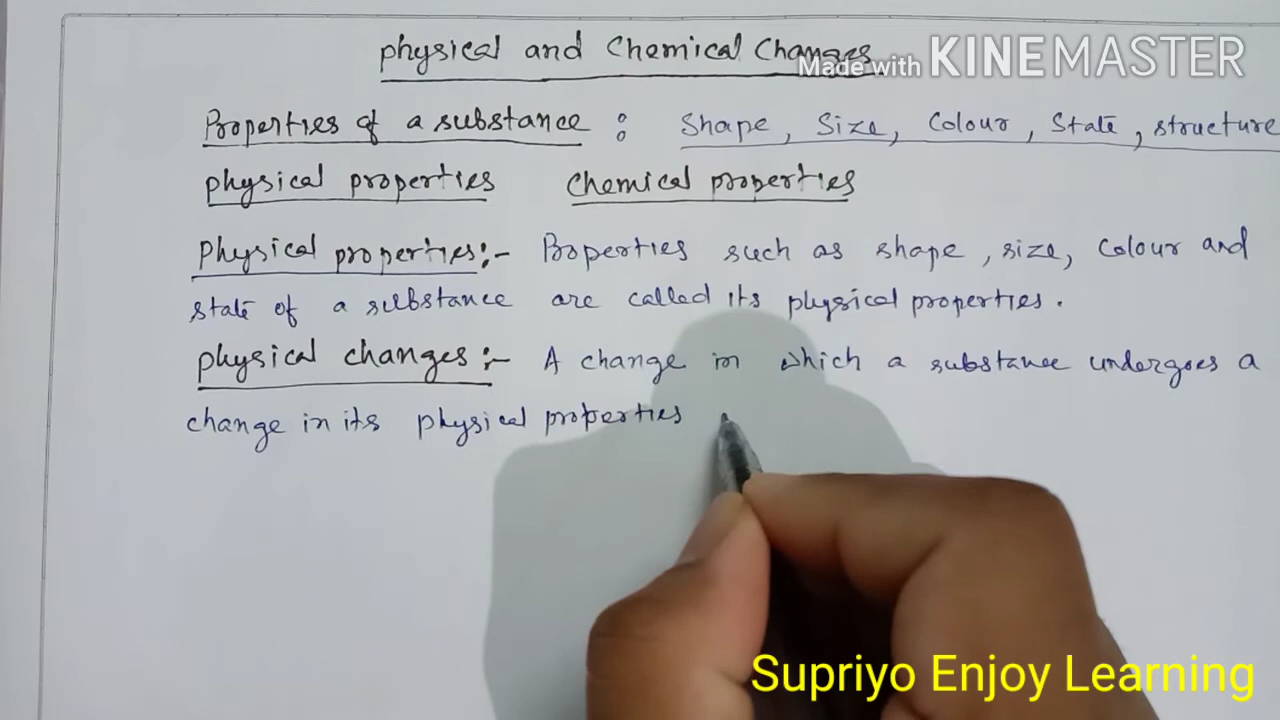 physical and Chemical Changes.
Made with KINEMASTER
Properties of a substance : Shape, Size, Colour, State, structure
physical properties Chemical properties
Physical properties :- Properties such as shape, size, Colour and
state of a substance are called its physical properties.
physical changes :- A change in which a substance undergoes a
change in its physical properties
Supriyo Enjoy Learning